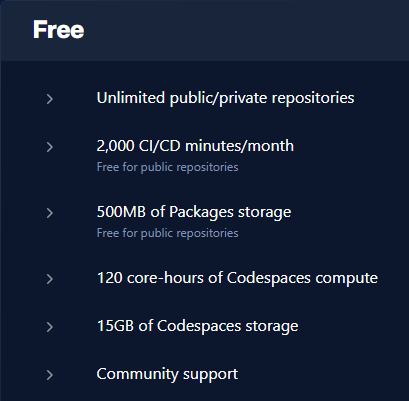 Free
Unlimited public/private repositories
2,000 CI/CD minutes/month
Free for public repositories
500MB of Packages storage
Free for public repositories
120 core-hours of Codespaces compute
15GB of Codespaces storage
Community support